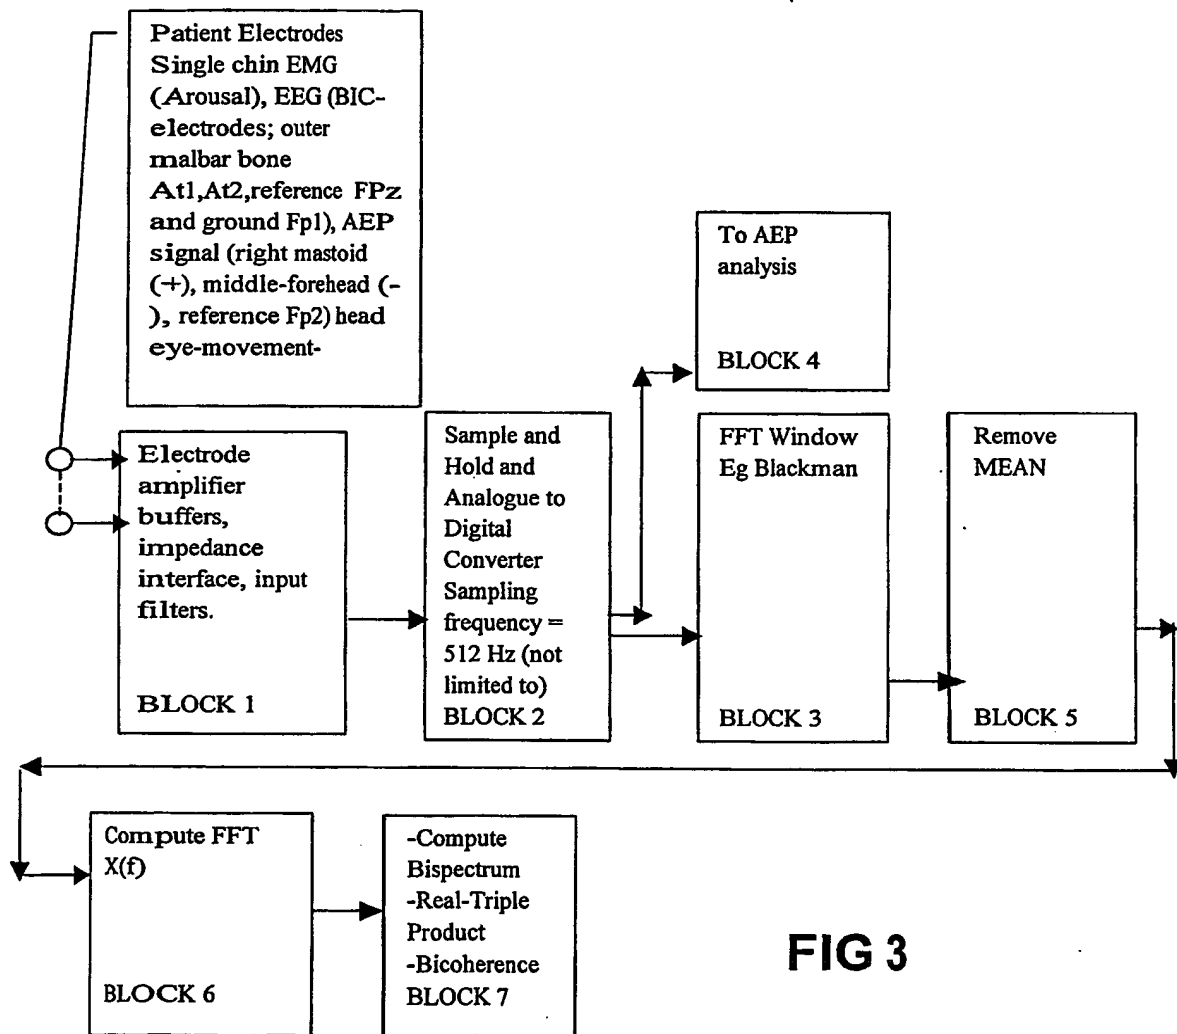 Patient Electrodes
Single chin EMG
(Arousal), EEG (BIC-
electrodes; outer
malbar bone
At1,At2,reference FPz
and ground Fp1), AEP
signal (right mastoid
(+), middle-forehead (-
), reference Fp2) head
eye-movement-
To AEP
analysis
BLOCK 4
Electrode
amplifier
buffers,
impedance
interface, input
filters.
BLOCK 1
Sample and
Hold and
Analogue to
Digital
Converter
Sampling
frequency =
512 Hz (not
limited to)
BLOCK 2
FFT Window
Eg Blackman
BLOCK 3
Remove
MEAN
BLOCK 5
Compute FFT
X(f)
BLOCK 6
-Compute
Bispectrum
-Real-Triple
Product
-Bicoherence
BLOCK 7
FIG 3